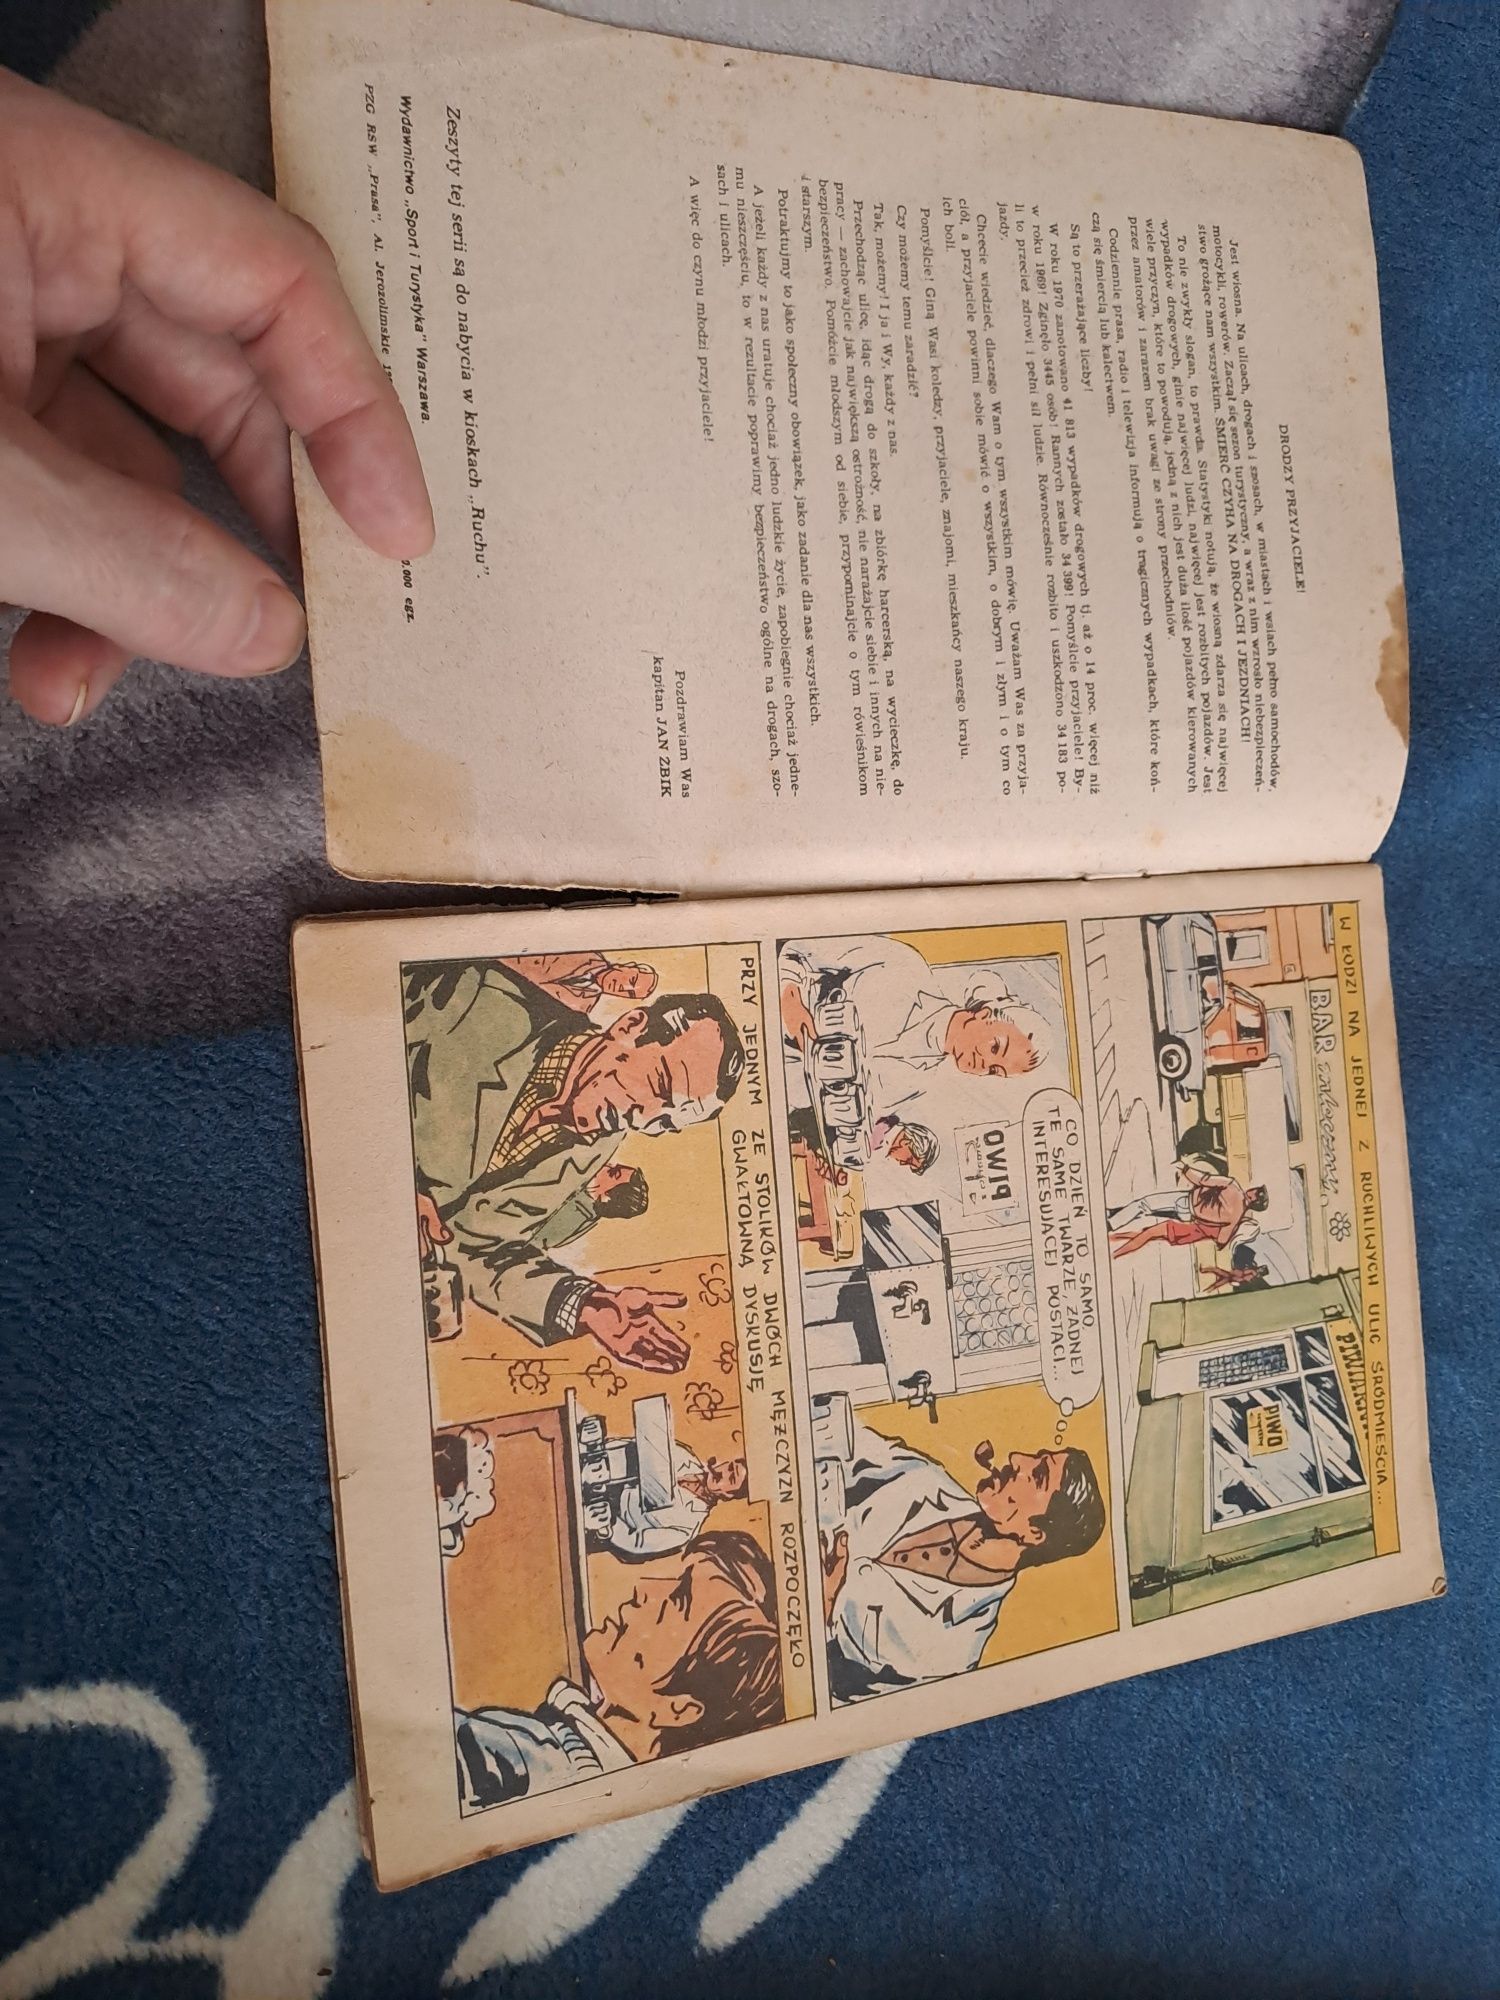 DRODZY PRZYJACIELE!
Jest wiosna. Na ulicach, drogach i szosach, w miastach i wsiach pełno samochodów,
motocykli, rowerów. Zaczął się sezon turystyczny, a wraz z nim wzrosło niebezpieczeń-
stwo grożące nam wszystkim. ŚMIERĆ CZYHA NA DROGACH I JEZDNIACH!
To nie zwykły slogan, to prawda. Statystyki notują, że wiosną zdarza się najwięcej
wypadków drogowych, ginie najwięcej ludzi, najwięcej jest rozbitych pojazdów. Jest
wiele przyczyn, które to powodują, jedną z nich jest duża ilość pojazdów kierowanych
przez amatorów i zarazem brak uwagi ze strony przechodniów.
Codziennie prasa, radio i telewizja informują o tragicznych wypadkach, które koń-
czą się śmiercią lub kalectwem.
Są to przerażające liczby!
W roku 1970 zanotowano 41 813 wypadków drogowych tj. aż o 14 proc. więcej niż
w roku 1969! Zginęło 3445 osób! Rannych zostało 34 399! Pomyślcie przyjaciele! By-
li to przecież zdrowi i pełni sił ludzie. Równocześnie rozbito i uszkodzono 34 183 po-
jazdy.
Chcecie wiedzieć, dlaczego Wam o tym wszystkim mówię. Uważam Was za przyja-
ciół, a przyjaciele powinni sobie mówić o wszystkim, o dobrym i złym i o tym co
ich boli.
Pomyślcie! Giną Wasi koledzy, przyjaciele, znajomi, mieszkańcy naszego kraju.
Czy możemy temu zaradzić?
Tak, możemy! I ja i Wy, każdy z nas.
Przechodząc ulicę, idąc drogą do szkoły, na zbiórkę harcerską, na wycieczkę, do
pracy — zachowajcie jak największą ostrożność, nie narażajcie siebie i innych na nie-
bezpieczeństwo. Pomóżcie młodszym od siebie, przypominajcie o tym rówieśnikom
i starszym.
Potraktujmy to jako społeczny obowiązek, jako zadanie dla nas wszystkich.
A jeżeli każdy z nas uratuje chociaż jedno ludzkie życie, zapobiegnie chociaż jedne-
mu nieszczęściu, to w rezultacie poprawimy bezpieczeństwo ogólne na drogach, szo-
sach i ulicach.
A więc do czynu młodzi przyjaciele!
Pozdrawiam Was
kapitan JAN ŻBIK
Zeszyty tej serii są do nabycia w kioskach „Ruchu”.
Wydawnictwo „Sport i Turystyka” Warszawa.
PZG RSW „Prasa”, Al. Jerozolimskie
000 egz.
W ŁODZI NA JEDNEJ Z RUCHLIWYCH ULIC ŚRÓDMIEŚCIA...
BAR mleczny
PIWO
CO DZIEŃ TO SAMO,
TE SAME TWARZE, ŻADNEJ
INTERESUJĄCEJ POSTACI...
PIWO
PRZY JEDNYM ZE STOLIKÓW DWÓCH MĘŻCZYZN ROZPOCZĘŁO
GWAŁTOWNĄ DYSKUSJĘ